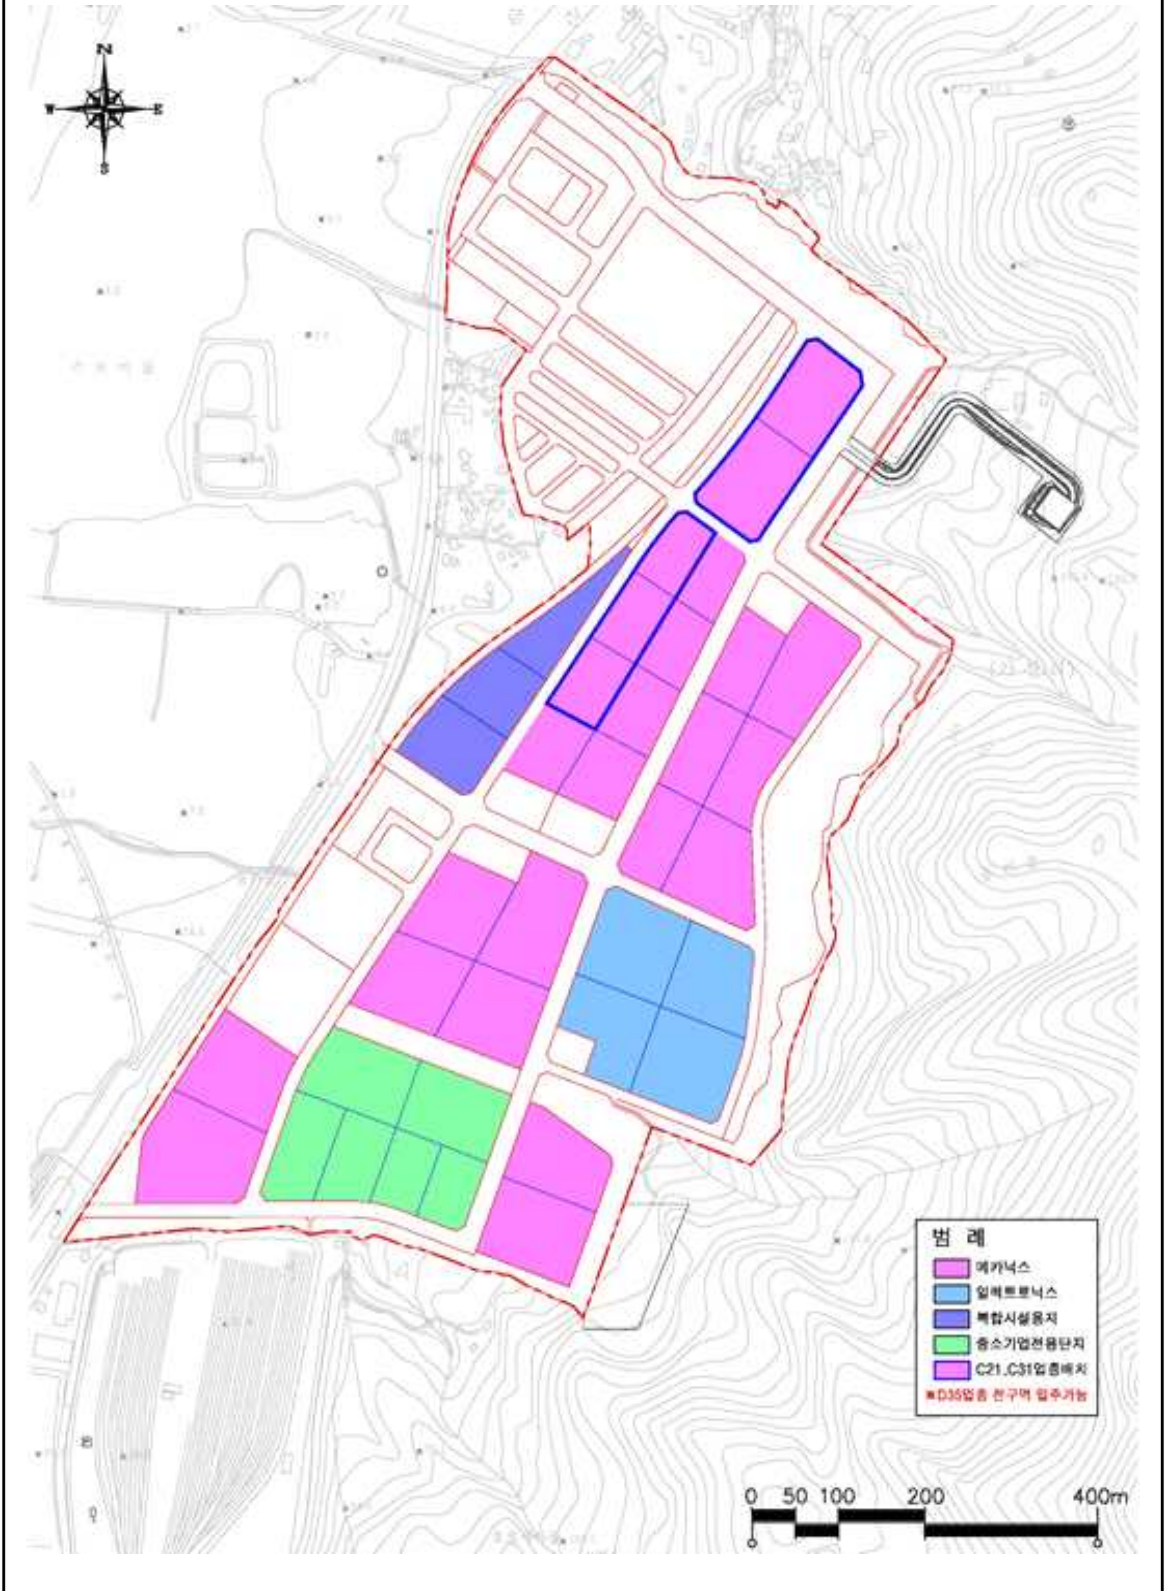 N
W E
S
범 례
메카닉스
일렉트로닉스
복합시설용지
중소기업전용단지
C21,C31업종배치
※D35업종 전구역 입주가능
0 50 100 200 400m